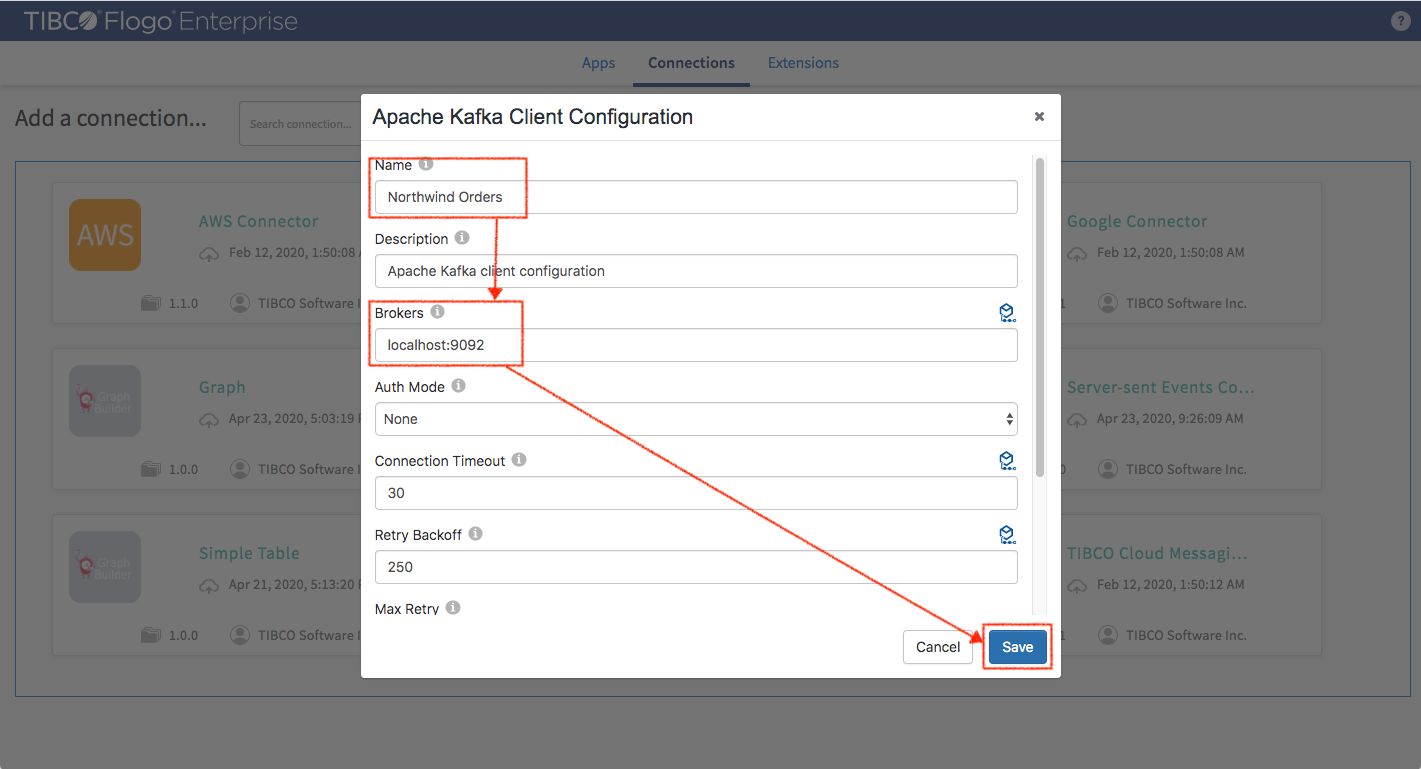 TIBCO® Flogo® Enterprise
?
Apps Connections Extensions
Add a connection...
Search connection...
Apache Kafka Client Configuration
×
Name i
Northwind Orders
Description i
Apache Kafka client configuration
Brokers i
localhost:9092
Auth Mode i
None
Connection Timeout i
30
Retry Backoff i
250
Max Retry i
Cancel Save
AWS
AWS Connector
Feb 12, 2020, 1:50:08
1.1.0 TIBCO Software
Graph Builder
Graph
Apr 23, 2020, 5:03:19
1.0.0 TIBCO Software
Graph Builder
Simple Table
Apr 21, 2020, 5:13:20
1.0.0 TIBCO Software
Google Connector
Feb 12, 2020, 1:50:08 AM
TIBCO Software Inc.
Server-sent Events Co...
Apr 23, 2020, 9:26:09 AM
TIBCO Software Inc.
TIBCO Cloud Messagi...
Feb 12, 2020, 1:50:12 AM
TIBCO Software Inc.